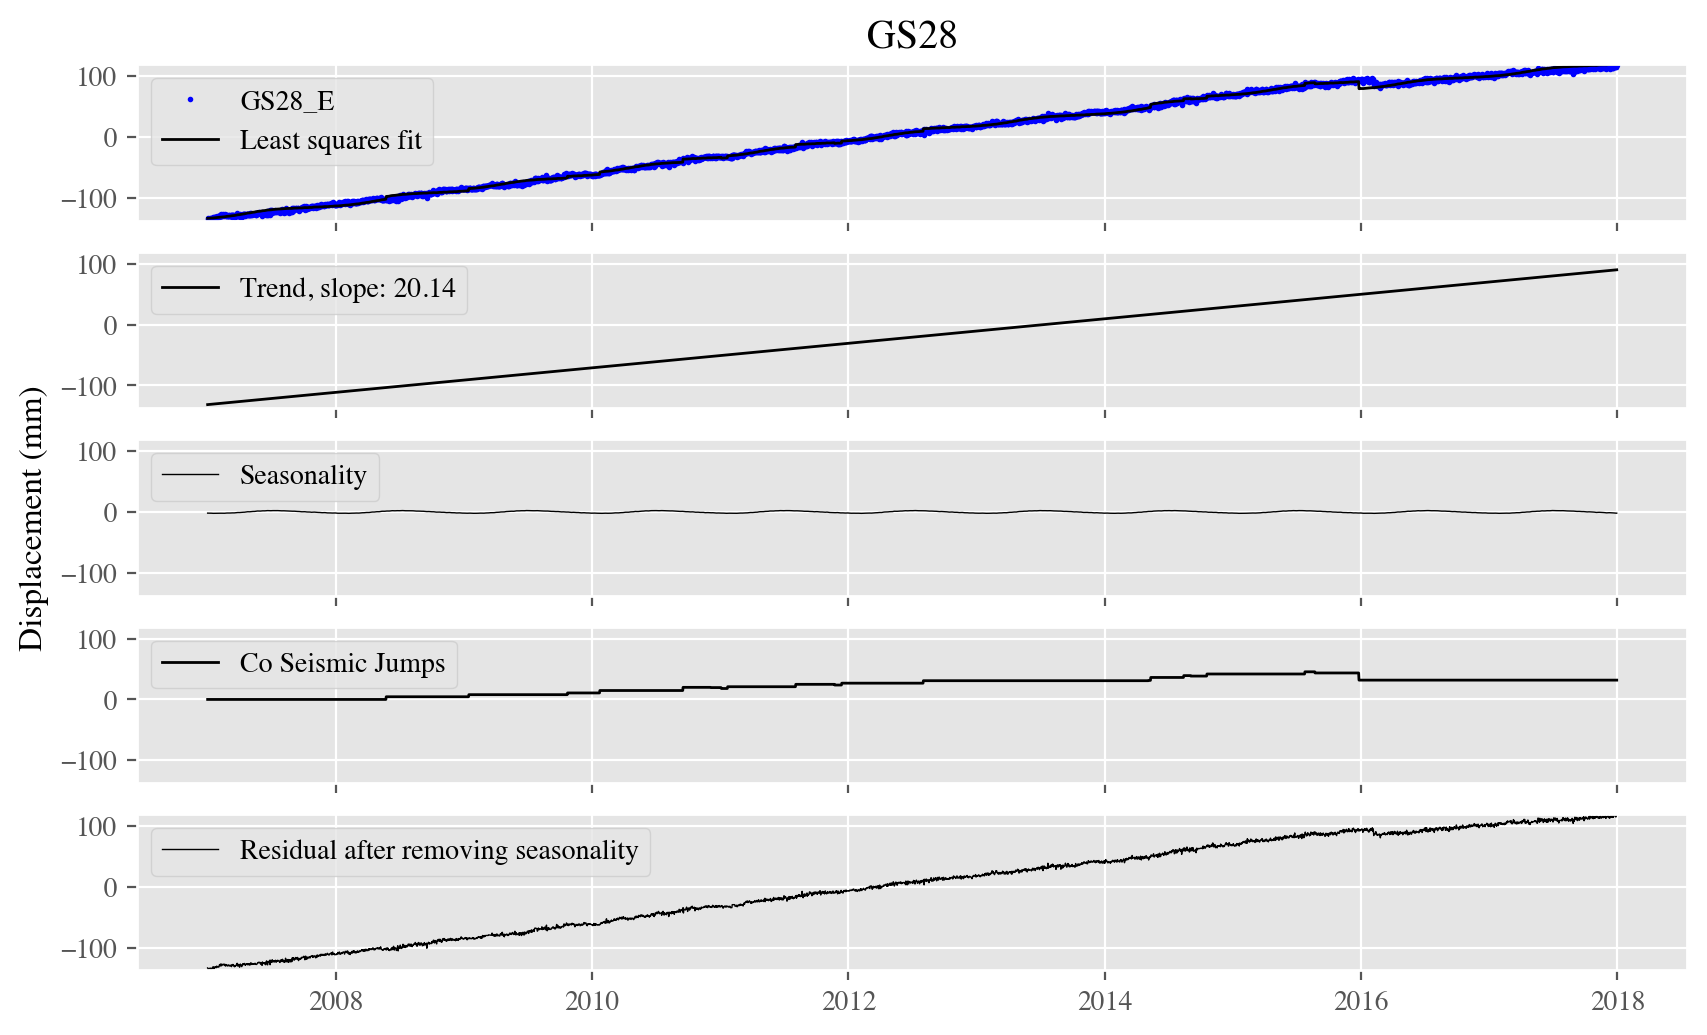 GS28
100
0
−100
GS28_E
Least squares fit
100
0
−100
Trend, slope: 20.14
Displacement (mm)
100
0
−100
Seasonality
100
0
−100
Co Seismic Jumps
100
0
−100
Residual after removing seasonality
2008 2010 2012 2014 2016 2018